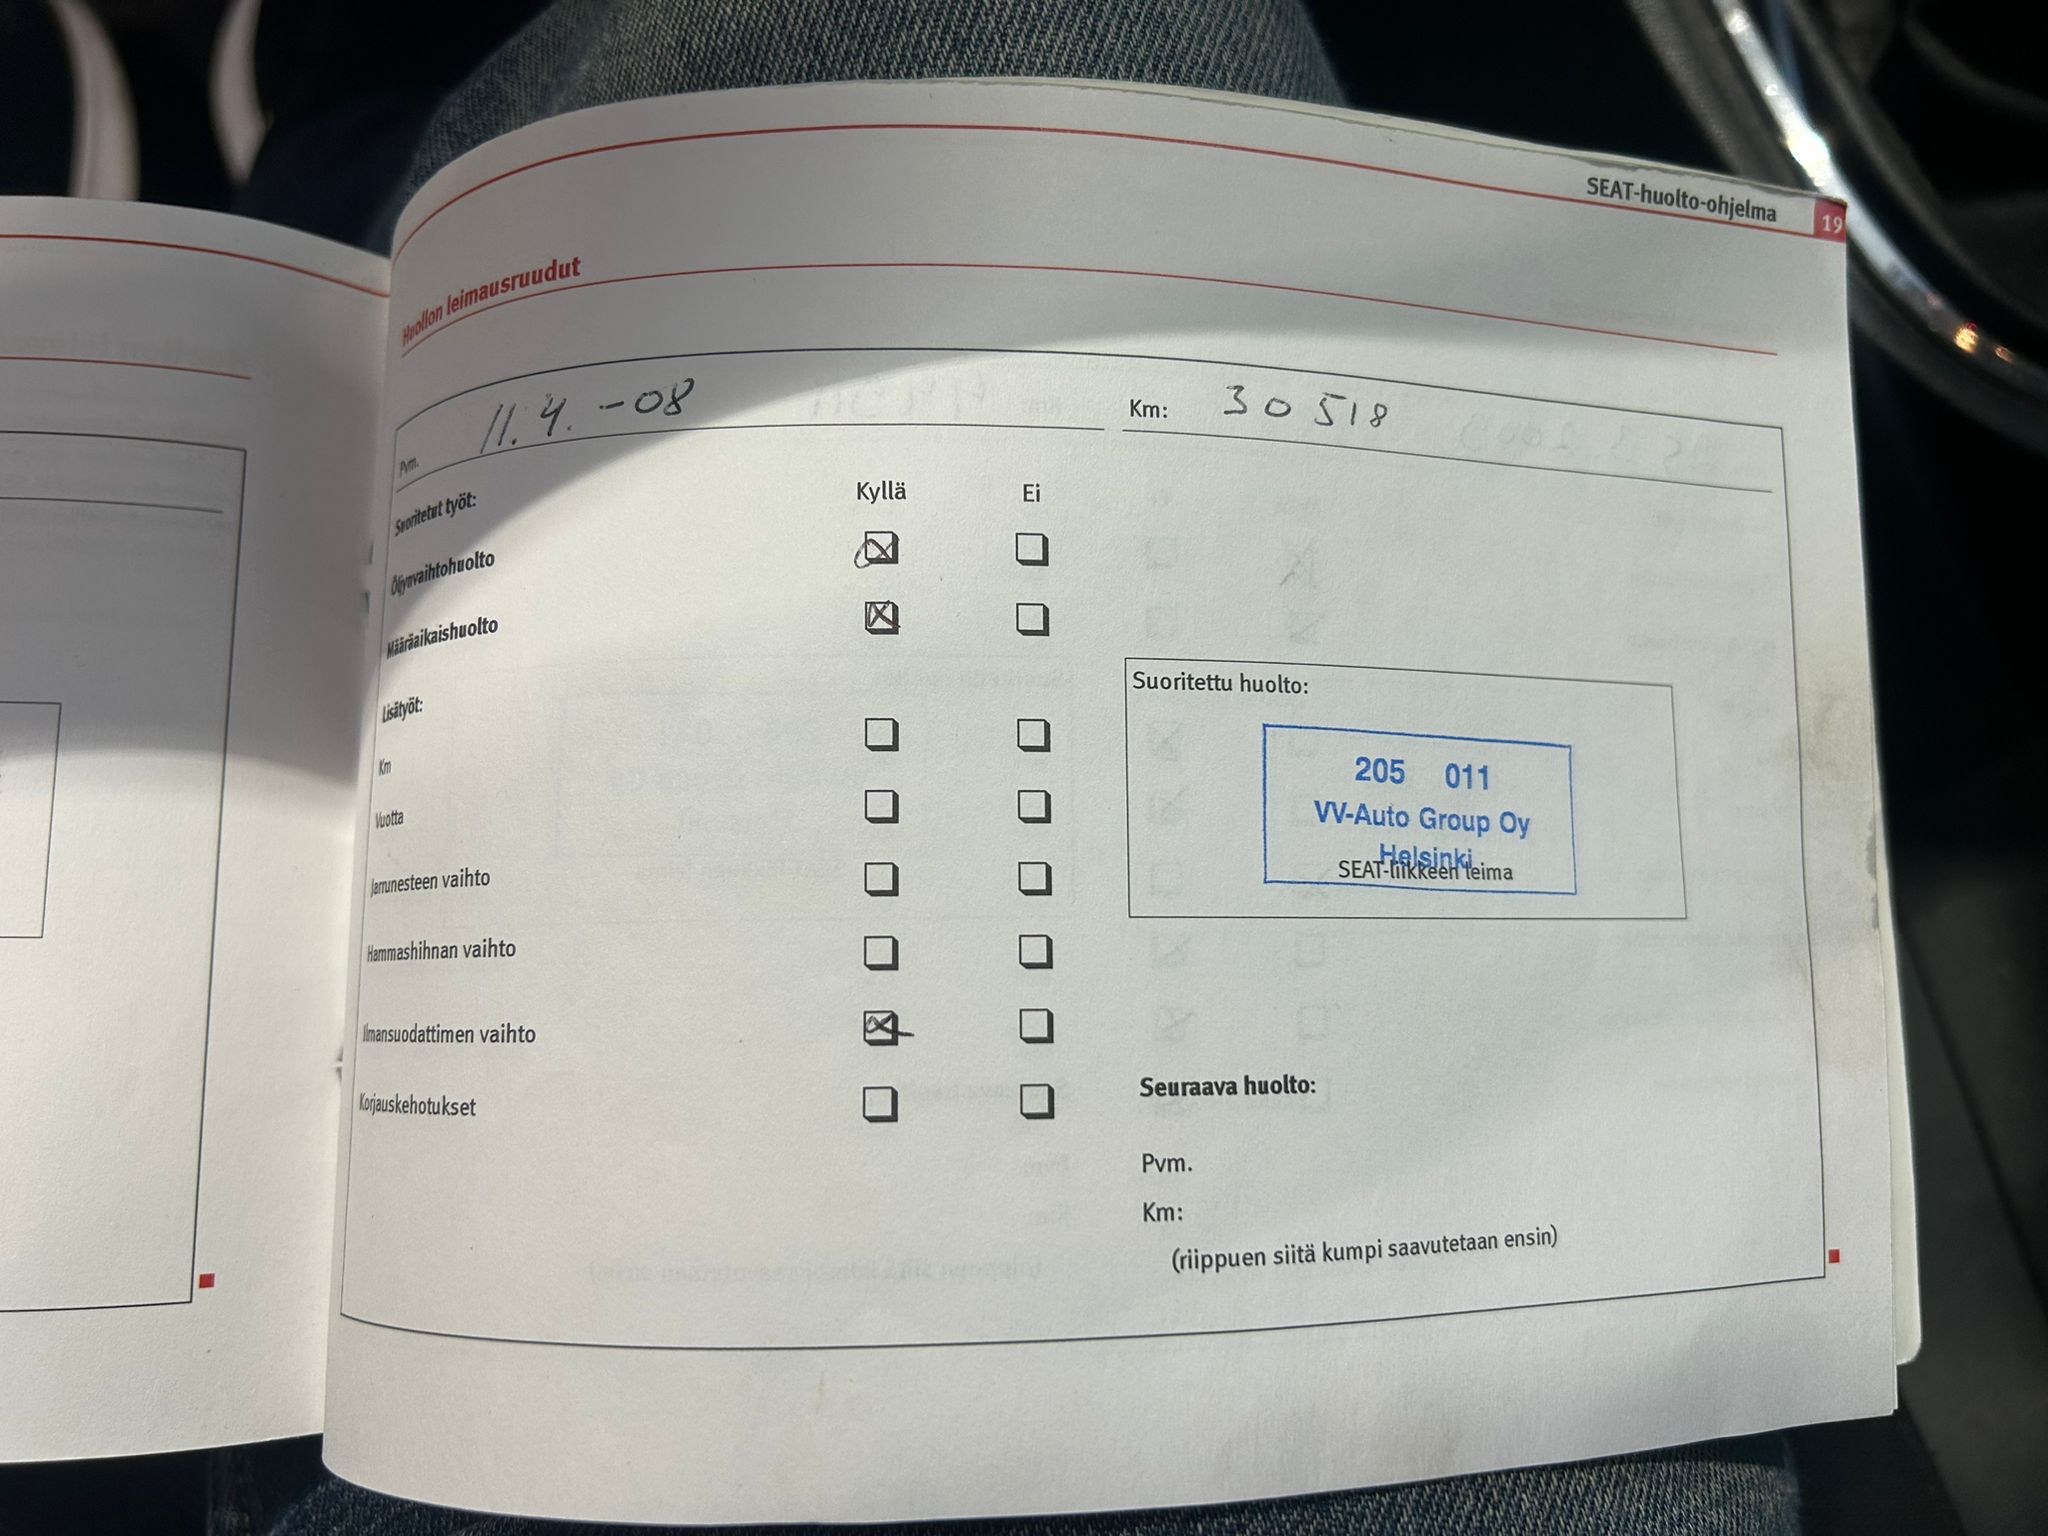 SEAT-huolto-ohjelma 19
Huollon leimausruudut
Pvm. 11.4.-08 Km: 30518
Suoritetut työt: Kyllä Ei
Öljynvaihtohuolto
Määräaikaishuolto
Lisätyöt:
Km
Vuotta
Jarrunesteen vaihto
Hammashihnan vaihto
Ilmansuodattimen vaihto
Korjauskehotukset
Suoritettu huolto:
205 011
VV-Auto Group Oy
Helsinki
SEAT-liikkeen leima
Seuraava huolto:
Pvm.
Km:
(riippuen siitä kumpi saavutetaan ensin)